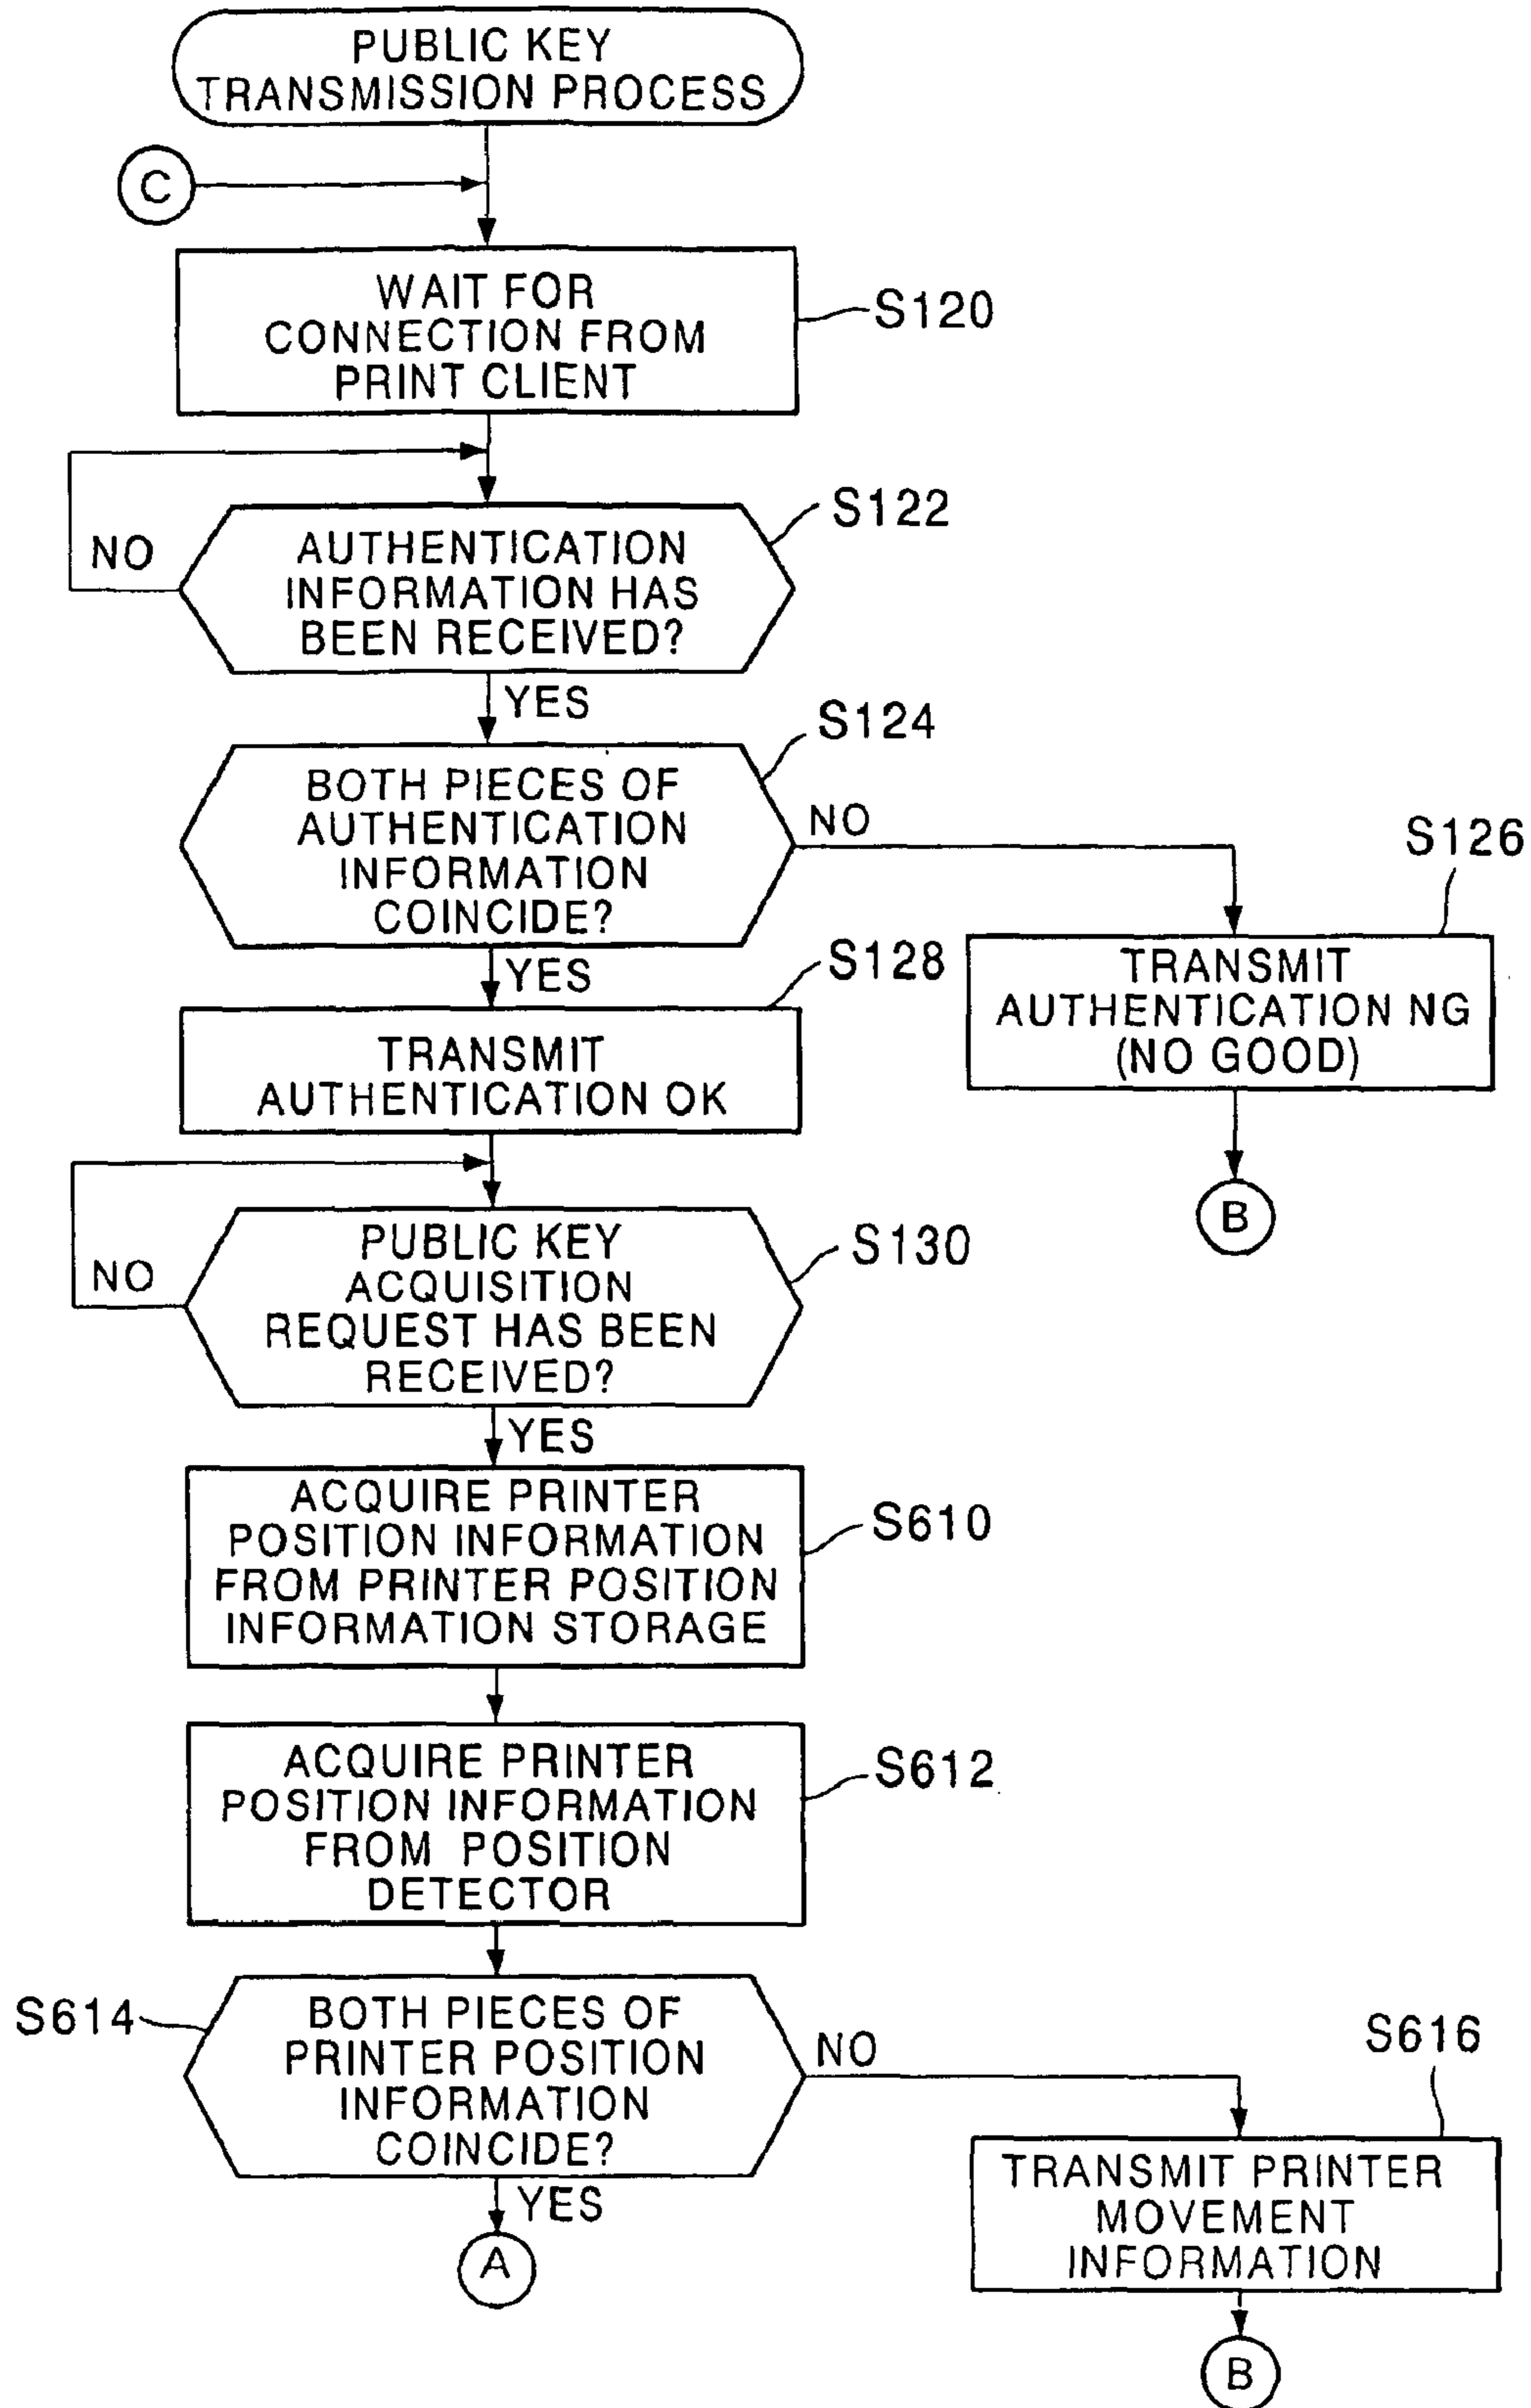 PUBLIC KEY
TRANSMISSION PROCESS
C
WAIT FOR
CONNECTION FROM
PRINT CLIENT
S120
AUTHENTICATION
INFORMATION HAS
BEEN RECEIVED?
S122
NO
YES
BOTH PIECES OF
AUTHENTICATION
INFORMATION
COINCIDE?
S124
NO
S126
TRANSMIT
AUTHENTICATION NG
(NO GOOD)
B
YES
S128
TRANSMIT
AUTHENTICATION OK
PUBLIC KEY
ACQUISITION
REQUEST HAS BEEN
RECEIVED?
S130
NO
YES
ACQUIRE PRINTER
POSITION INFORMATION
FROM PRINTER POSITION
INFORMATION STORAGE
S610
ACQUIRE PRINTER
POSITION INFORMATION
FROM POSITION
DETECTOR
S612
S614
BOTH PIECES OF
PRINTER POSITION
INFORMATION
COINCIDE?
NO
S616
TRANSMIT PRINTER
MOVEMENT
INFORMATION
B
YES
A